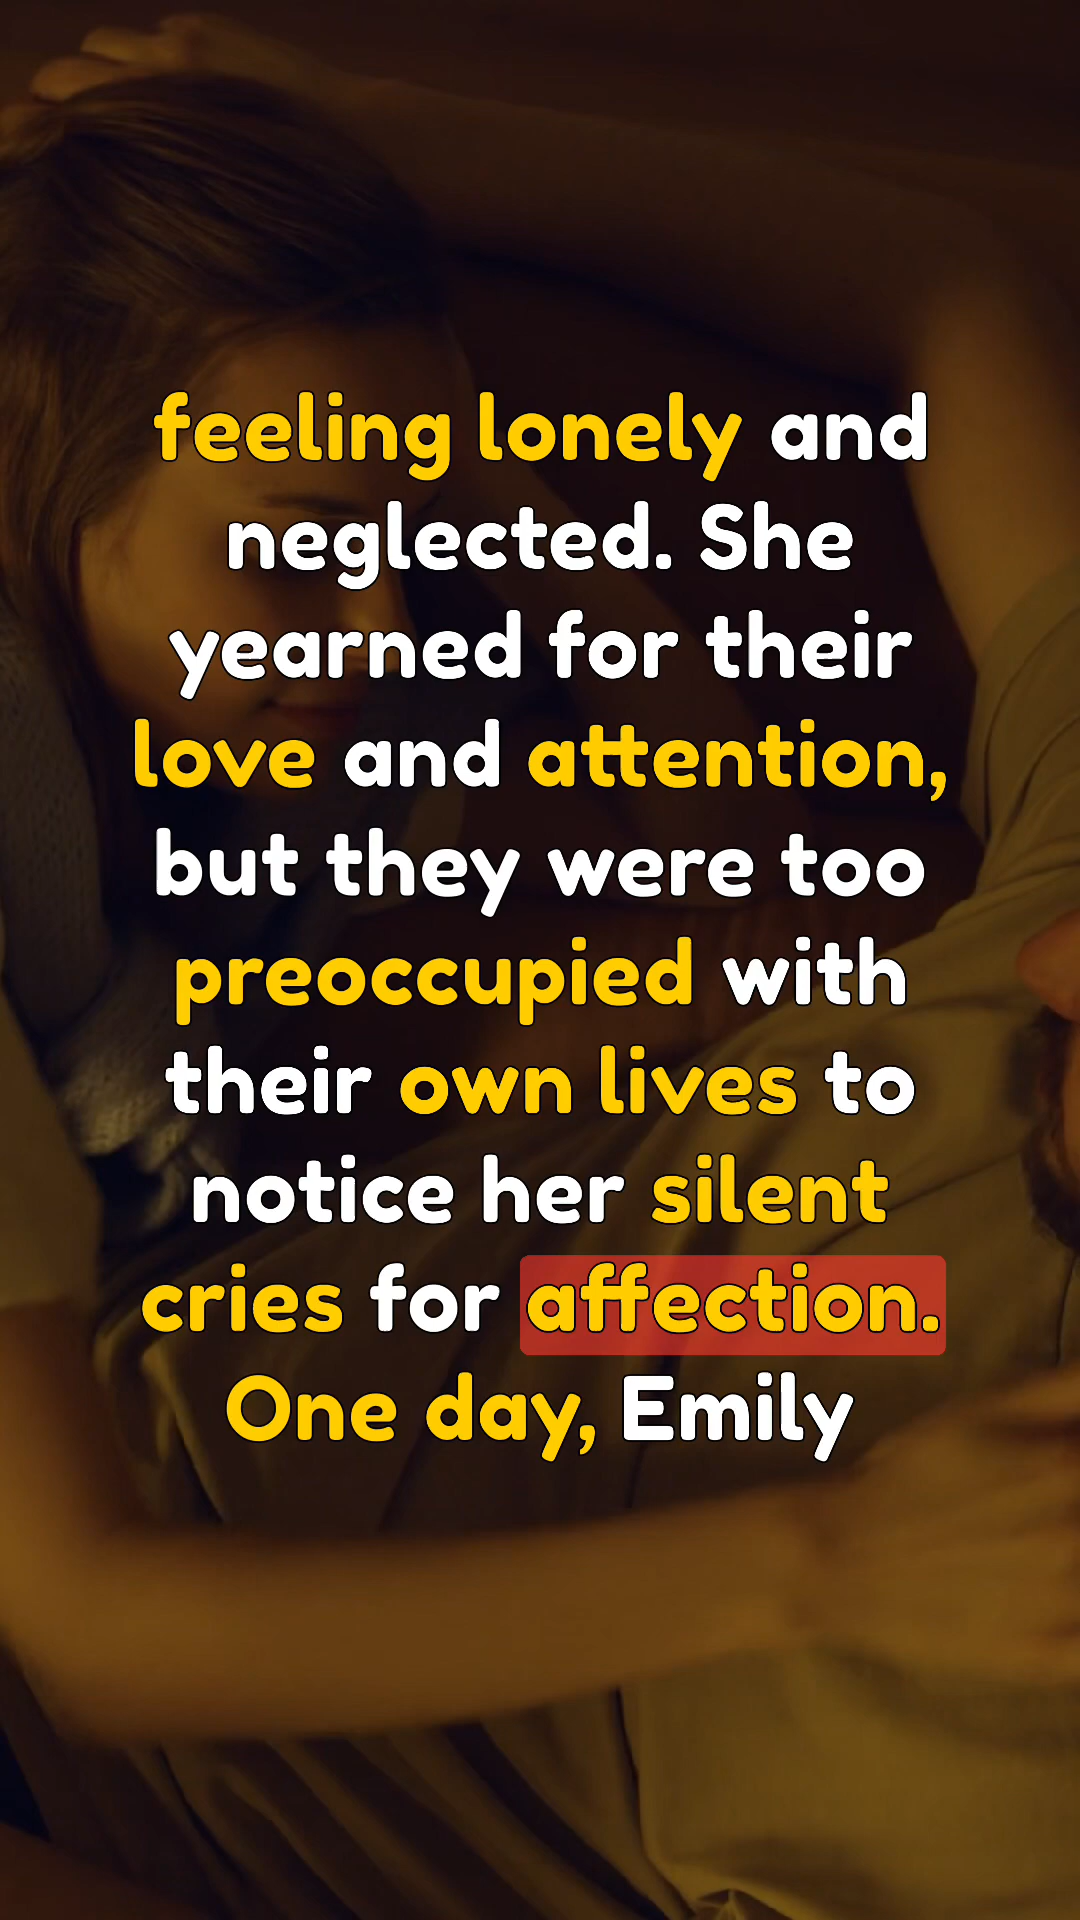 feeling lonely and
neglected. She
yearned for their
love and attention,
but they were too
preoccupied with
their own lives to
notice her silent
cries for affection.
One day, Emily